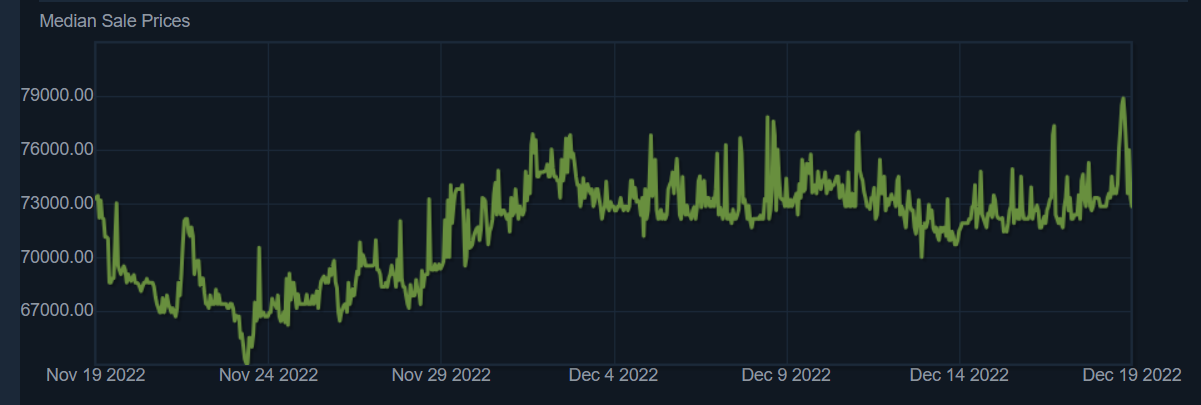 Median Sale Prices
79000.00
76000.00
73000.00
70000.00
67000.00
Nov 19 2022 Nov 24 2022 Nov 29 2022 Dec 4 2022 Dec 9 2022 Dec 14 2022 Dec 19 2022